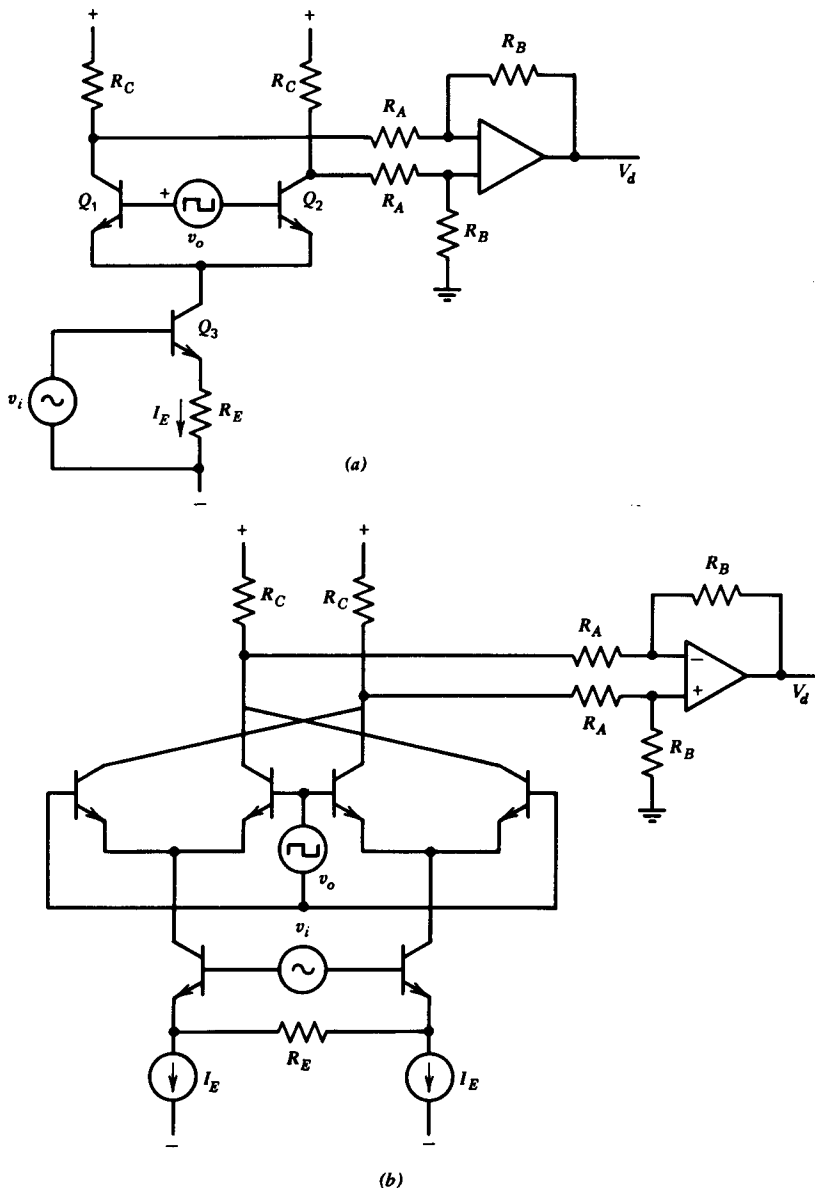 + +
R_B
R_C R_C
R_A
V_d
Q_1 + Q_2 R_A
v_o R_B
Q_3
v_i I_E R_E
(a)
−
+ +
R_B
R_C R_C
R_A
−
+ V_d
R_A
R_B
v_o
v_i
R_E
I_E I_E
− −
(b)